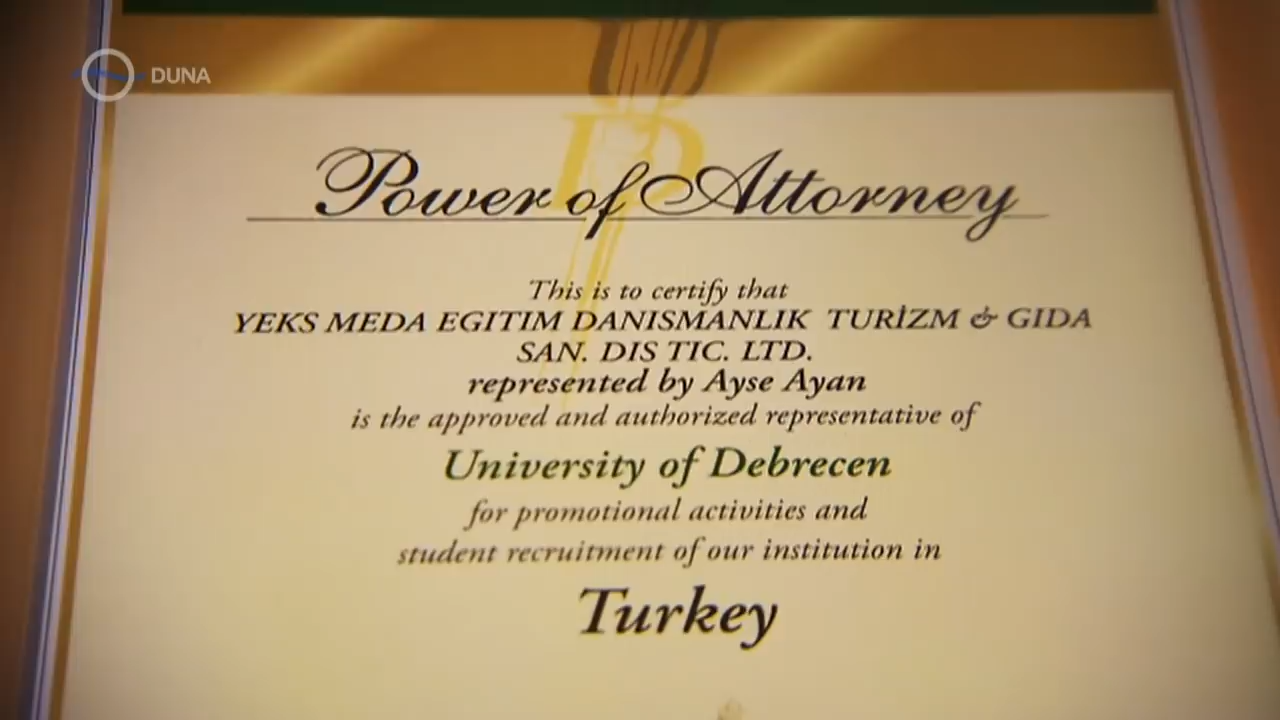 DUNA
Power of Attorney
This is to certify that
YEKS MEDA EGITIM DANISMANLIK TURİZM & GIDA
SAN. DIS TIC. LTD.
represented by Ayse Ayan
is the approved and authorized representative of
University of Debrecen
for promotional activities and
student recruitment of our institution in
Turkey